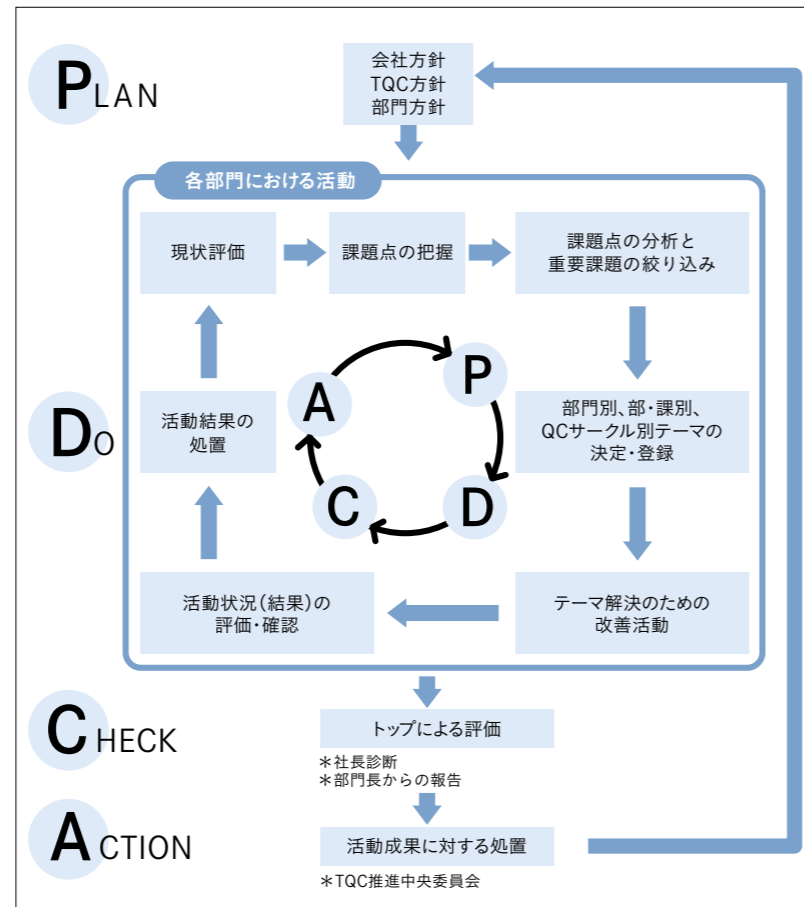 PLAN
会社方針
TQC方針
部門方針
各部門における活動
現状評価
課題点の把握
課題点の分析と
重要課題の絞り込み
DO
活動結果の
処置
A
P
C
D
部門別、部・課別、
QCサークル別テーマの
決定・登録
活動状況(結果)の
評価・確認
テーマ解決のための
改善活動
CHECK
トップによる評価
＊社長診断
＊部門長からの報告
ACTION
活動成果に対する処置
＊TQC推進中央委員会